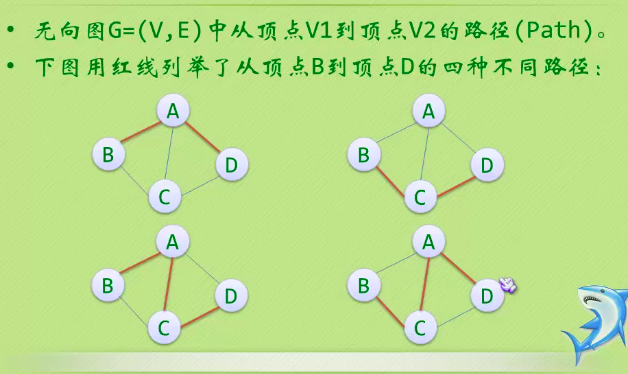 • 无向图G=(V,E)中从顶点V1到顶点V2的路径(Path)。
• 下图用红线列举了从顶点B到顶点D的四种不同路径：
A A
B D B D
C C
A A
B D B D
C C